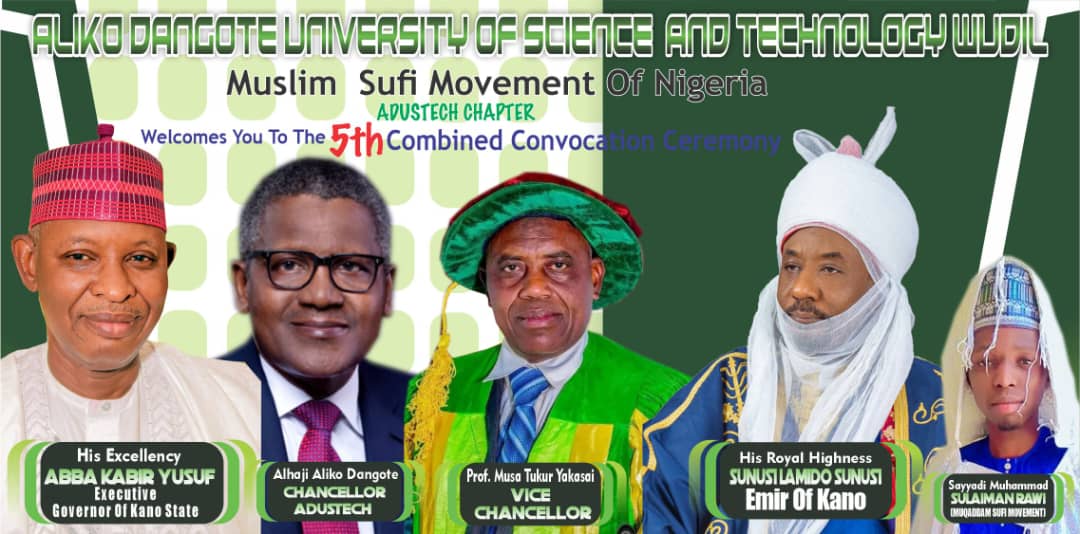 ALIKO DANGOTE UNIVERSITY OF SCIENCE AND TECHNOLOGY WUDIL
Muslim Sufi Movement Of Nigeria
ADUSTECH CHAPTER
Welcomes You To The 5th Combined Convocation Ceremony
His Excellency
ABBA KABIR YUSUF
Executive
Governor Of Kano State
Alhaji Aliko Dangote
CHANCELLOR
ADUSTECH
Prof. Musa Tukur Yakasai
VICE
CHANCELLOR
His Royal Highness
SUNUSI LAMIDO SUNUSI
Emir Of Kano
Sayyadi Muhammad
SULAIMAN RAWI
(MUQADDAM SUFI MOVEMENT)